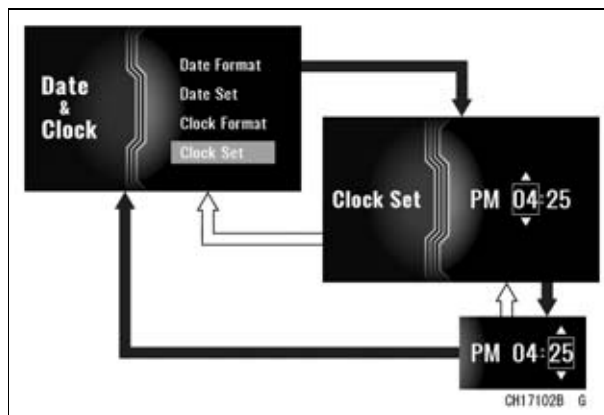 Date
&
Clock
Date Format
Date Set
Clock Format
Clock Set
Clock Set
PM 04:25
PM 04:25
CH17102B G